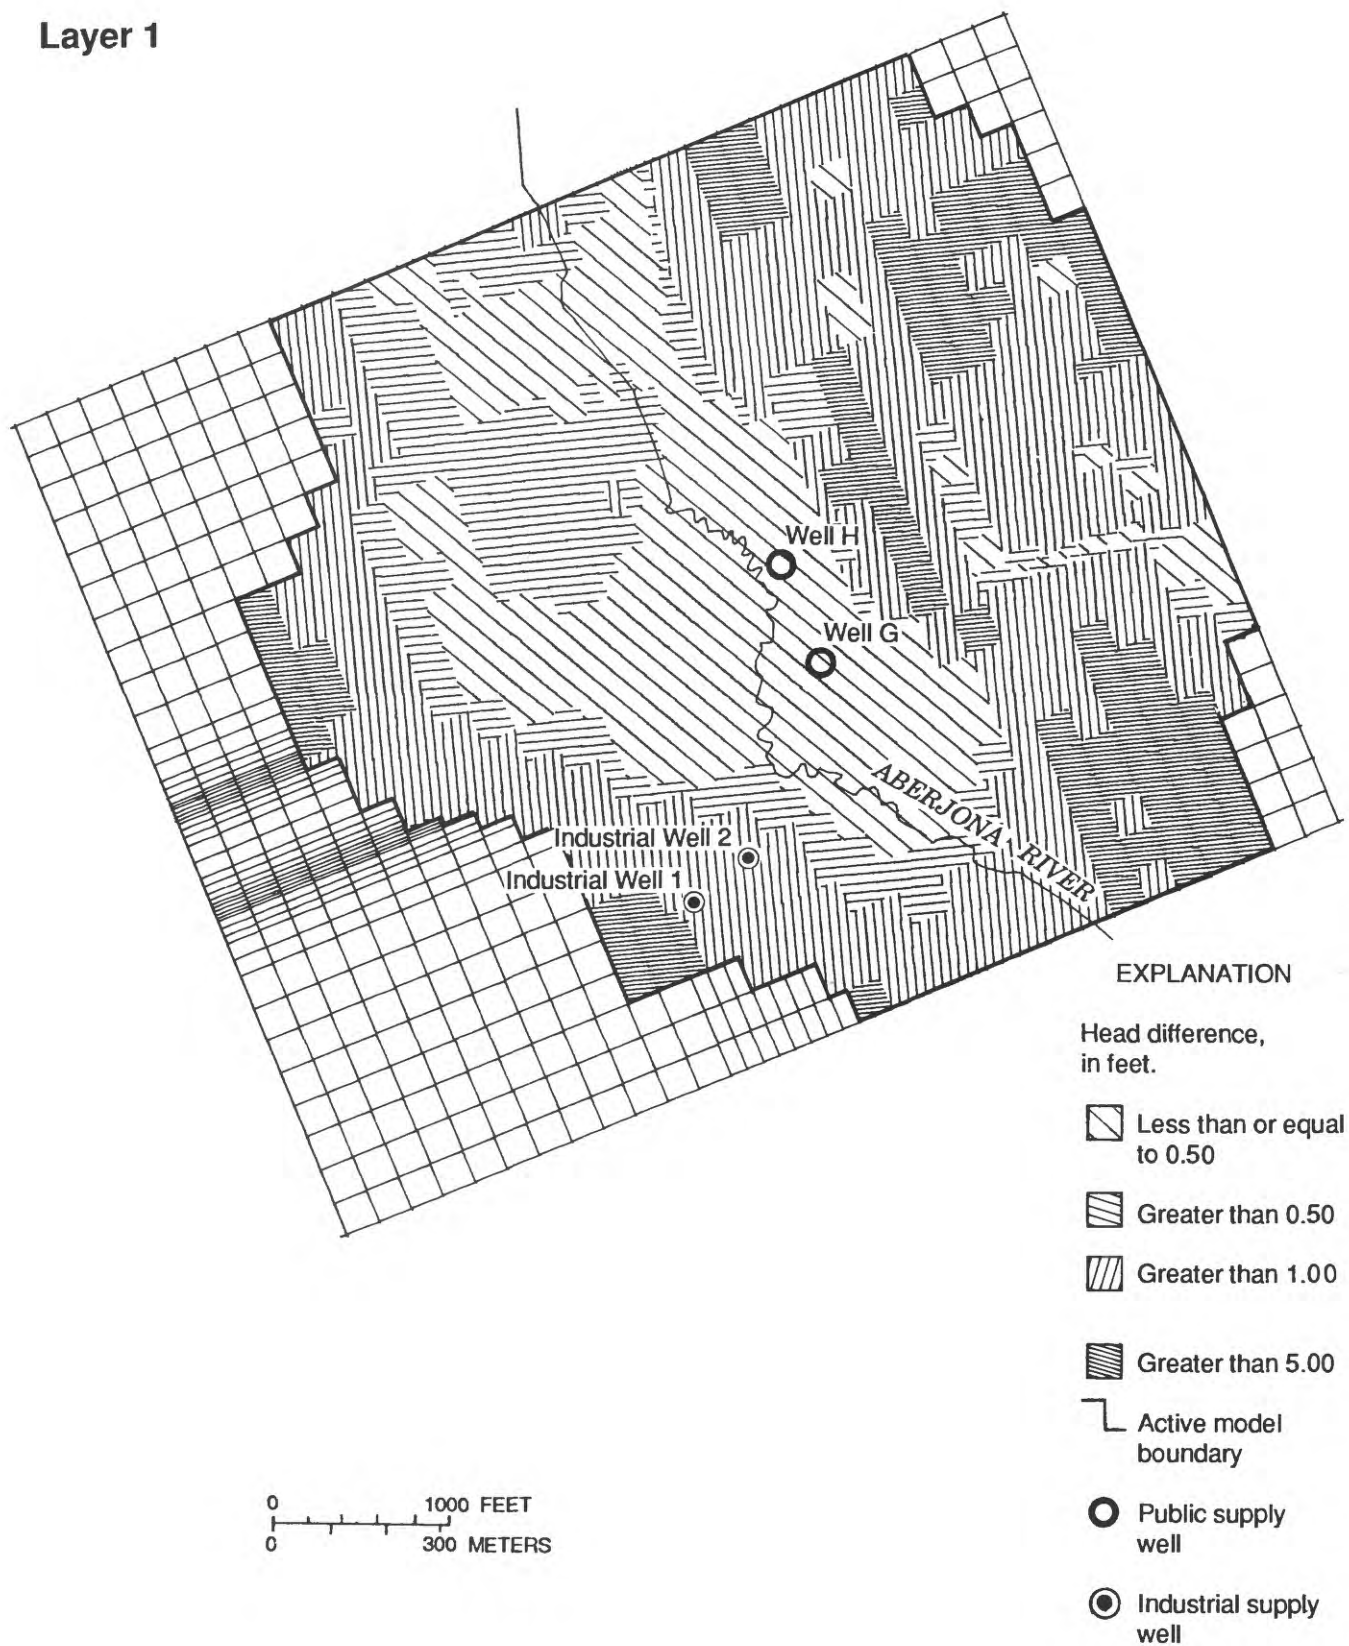 Layer 1
Well H
Well G
ABERJONA RIVER
Industrial Well 2
Industrial Well 1
EXPLANATION
Head difference,
in feet.
Less than or equal
to 0.50
Greater than 0.50
Greater than 1.00
Greater than 5.00
Active model
boundary
Public supply
well
Industrial supply
well
0 1000 FEET
0 300 METERS